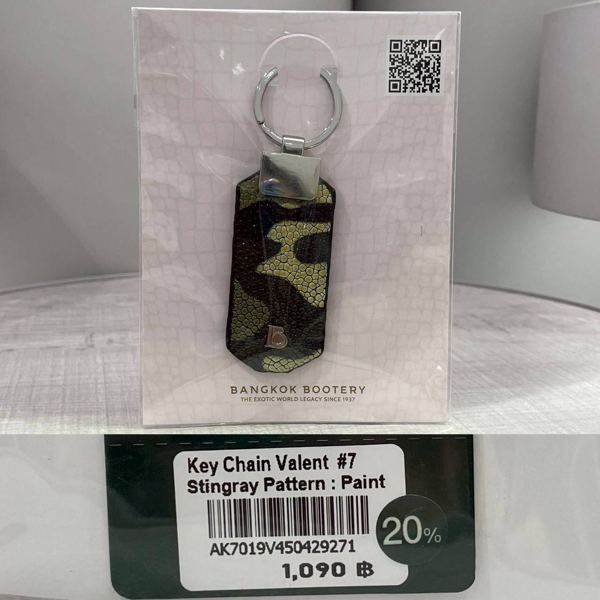 B
BANGKOK BOOTERY
THE EXOTIC WORLD LEGACY SINCE 1937
Key Chain Valent #7
Stingray Pattern : Paint
AK7019V450429271
20%
1,090 ฿